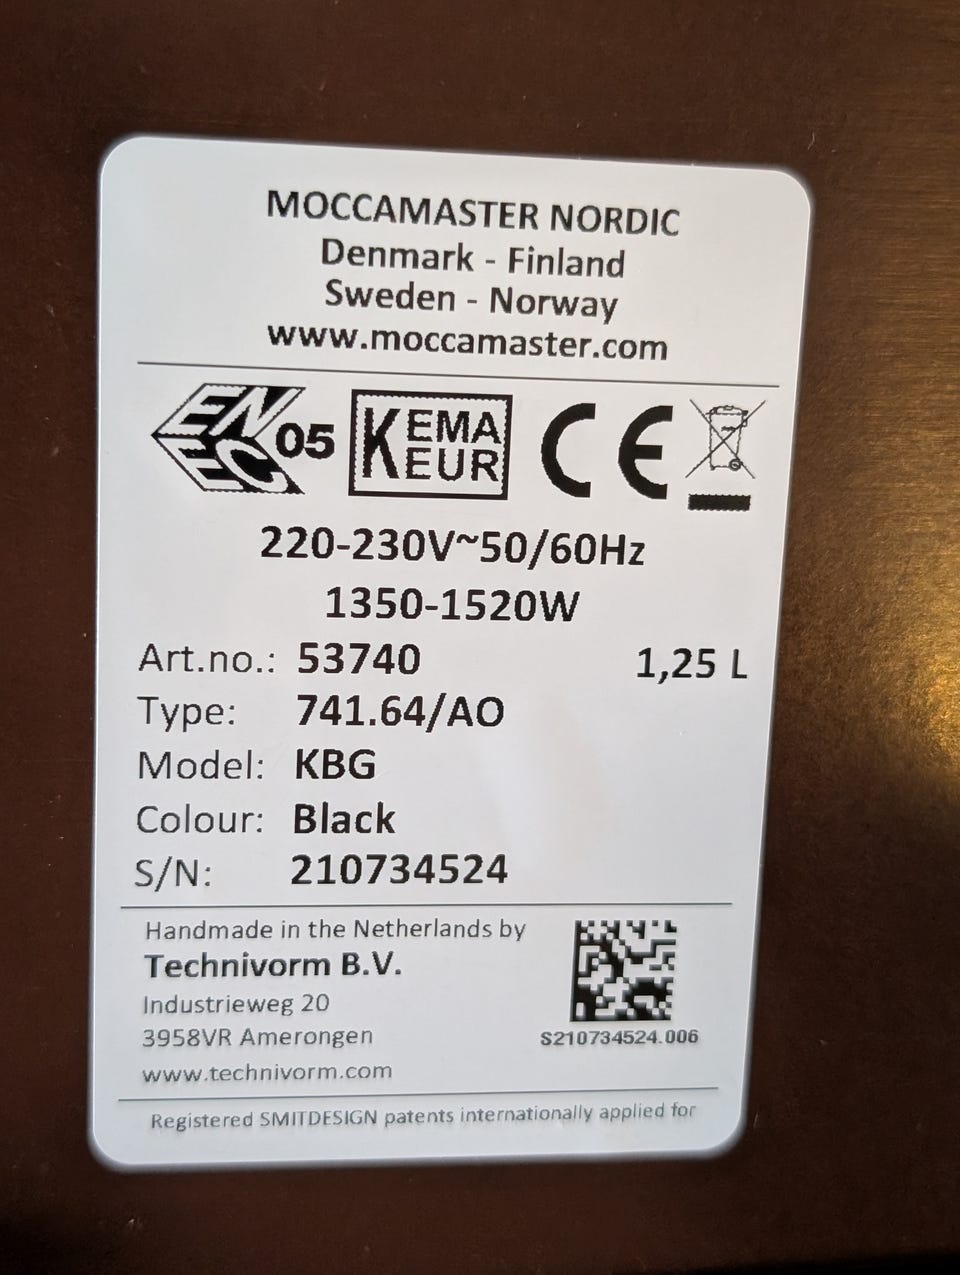 MOCCAMASTER NORDIC
Denmark - Finland
Sweden - Norway
www.moccamaster.com
EN EC 05 KEMA KEUR CE
220-230V~50/60Hz
1350-1520W
Art.no.: 53740 1,25 L
Type: 741.64/AO
Model: KBG
Colour: Black
S/N: 210734524
Handmade in the Netherlands by
Technivorm B.V.
Industrieweg 20
3958VR Amerongen
S210734524.006
www.technivorm.com
Registered SMITDESIGN patents internationally applied for